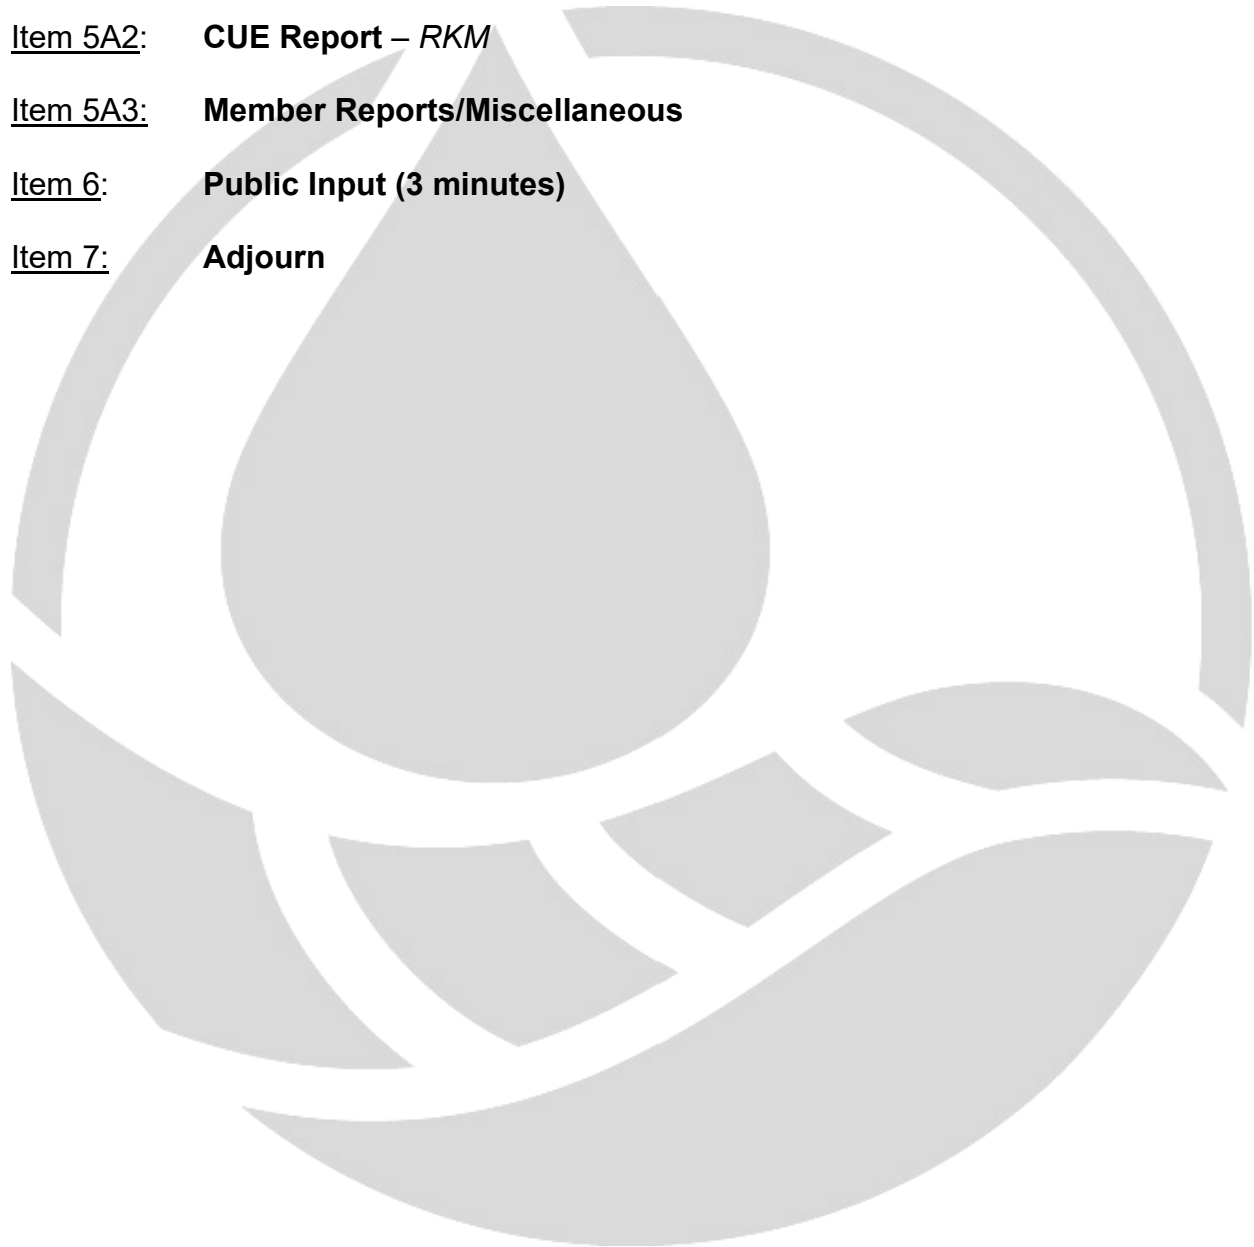 Item 5A2: CUE Report – RKM
Item 5A3: Member Reports/Miscellaneous
Item 6: Public Input (3 minutes)
Item 7: Adjourn